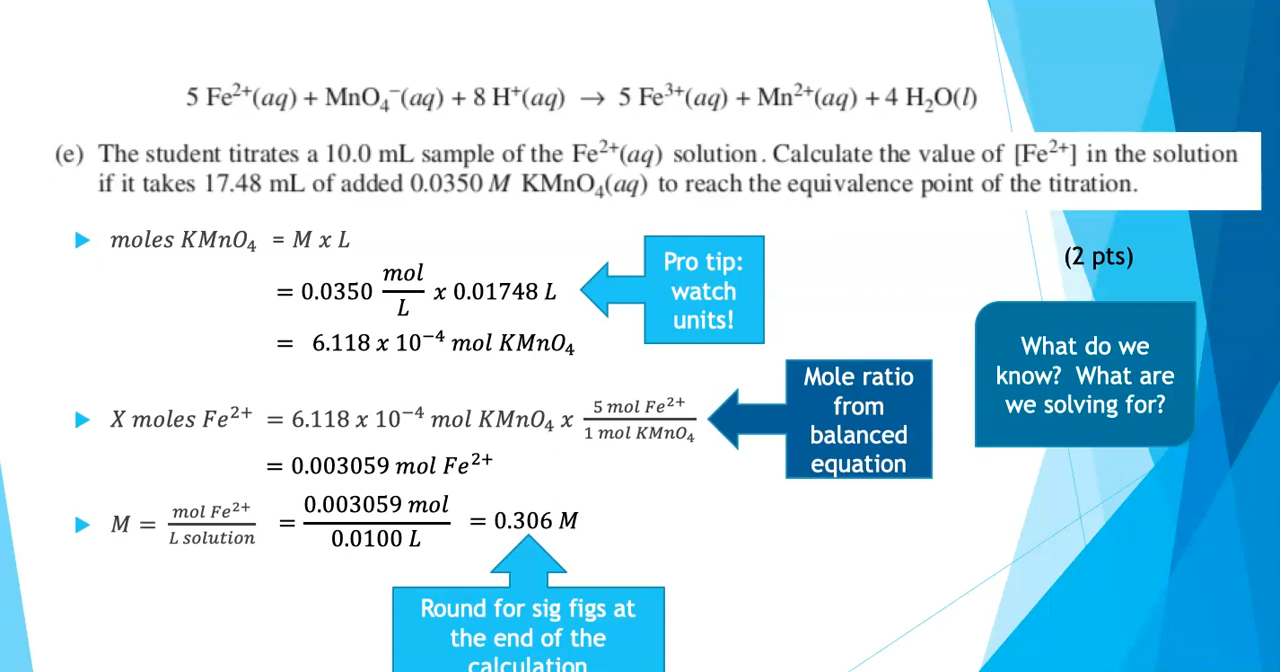 5 Fe²⁺(aq) + MnO₄⁻(aq) + 8 H⁺(aq) → 5 Fe³⁺(aq) + Mn²⁺(aq) + 4 H₂O(l)
(e) The student titrates a 10.0 mL sample of the Fe²⁺(aq) solution. Calculate the value of [Fe²⁺] in the solution
if it takes 17.48 mL of added 0.0350 M KMnO₄(aq) to reach the equivalence point of the titration.
moles KMnO₄ = M x L
= 0.0350 mol/L x 0.01748 L
= 6.118 x 10⁻⁴ mol KMnO₄
Pro tip:
watch
units!
(2 pts)
What do we
know? What are
we solving for?
X moles Fe²⁺ = 6.118 x 10⁻⁴ mol KMnO₄ x 5 mol Fe²⁺/1 mol KMnO₄
= 0.003059 mol Fe²⁺
Mole ratio
from
balanced
equation
M = mol Fe²⁺/L solution = 0.003059 mol/0.0100 L = 0.306 M
Round for sig figs at
the end of the
calculation